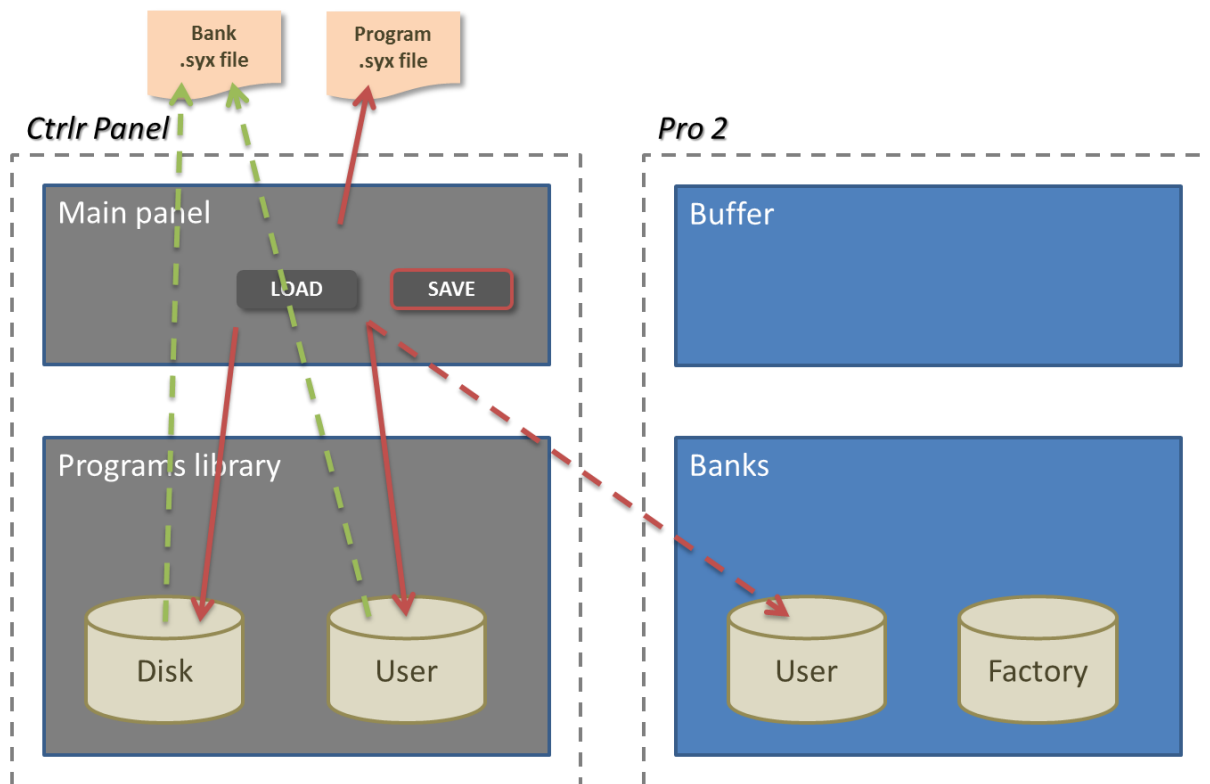 Bank
.syx file
Program
.syx file
Ctrlr Panel
Pro 2
Main panel
Buffer
LOAD
SAVE
Programs library
Banks
Disk
User
User
Factory